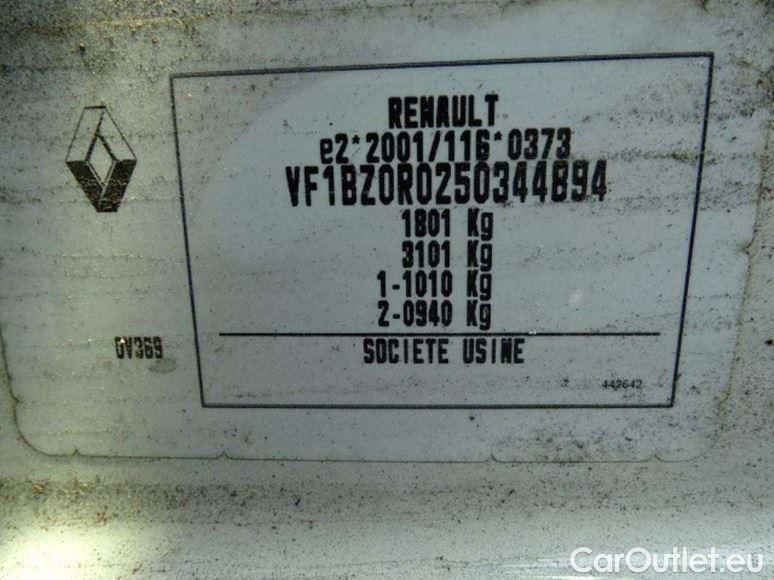 RENAULT
e2*2001/116*0373
VF1BZ0R0250344894
1801 Kg
3101 Kg
1-1010 Kg
2-0940 Kg
0V369
SOCIETE USINE
442642
CarOutlet.eu